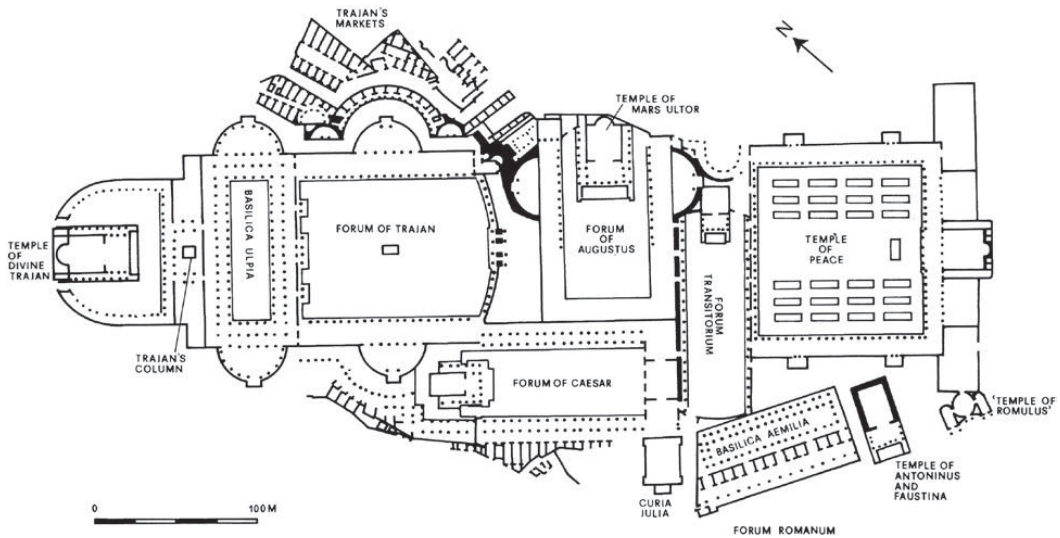 TRAJAN'S
MARKETS
N
TEMPLE OF
MARS ULTOR
TEMPLE
OF
DIVINE
TRAJAN
BASILICA ULPIA
FORUM OF TRAJAN
FORUM
OF
AUGUSTUS
TEMPLE
OF
PEACE
FORUM
TRANSITORIUM
TRAJAN'S
COLUMN
FORUM OF CAESAR
'TEMPLE OF
ROMULUS'
BASILICA AEMILIA
TEMPLE OF
ANTONINUS
AND
FAUSTINA
CURIA
JULIA
0 100 M
FORUM ROMANUM